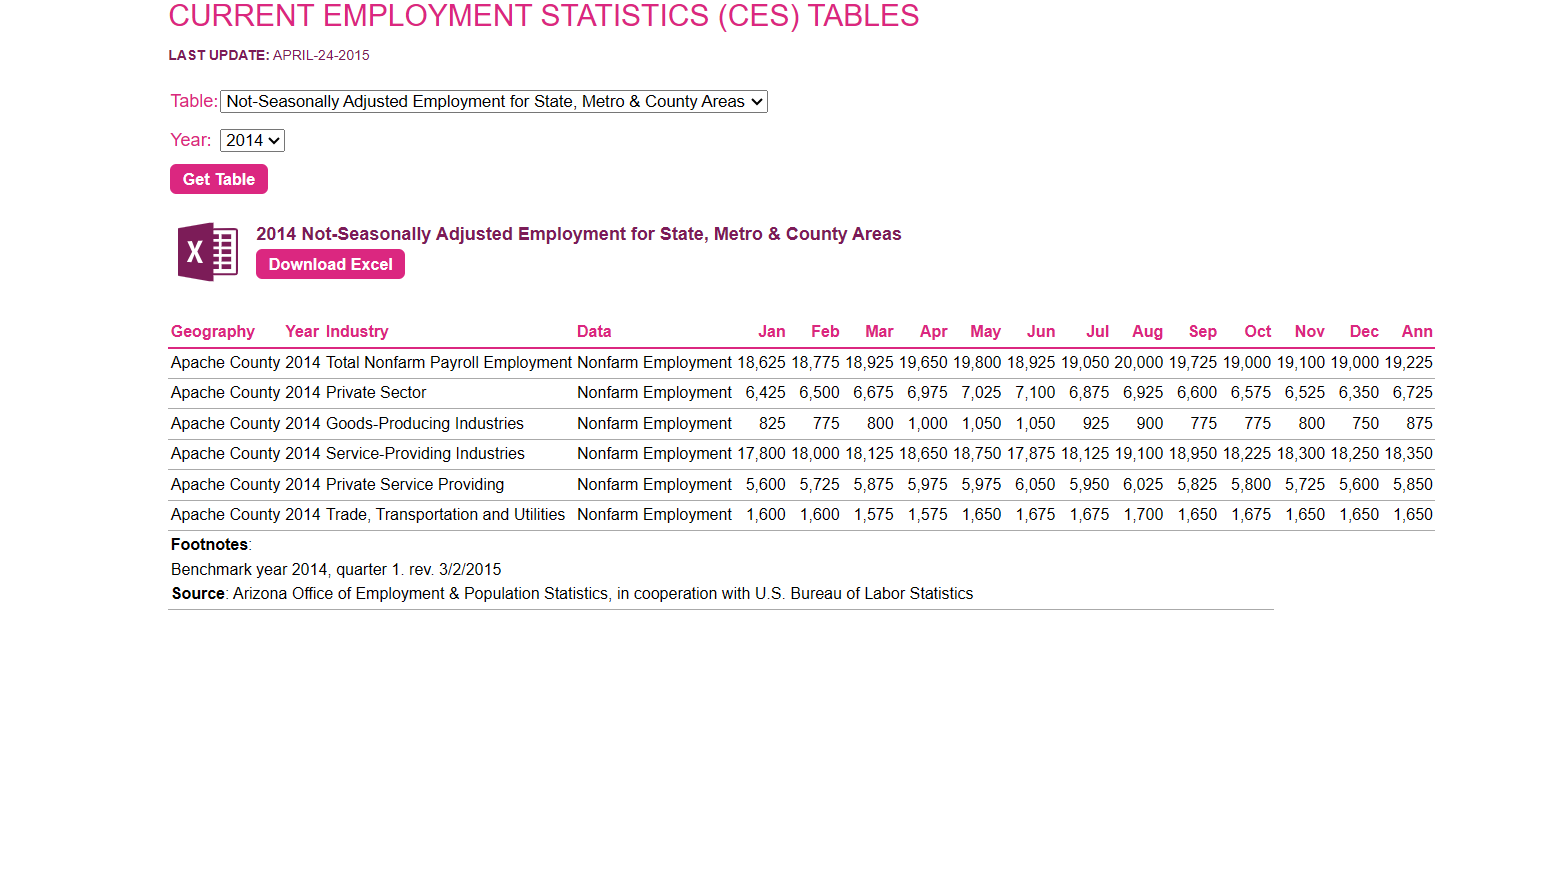 CURRENT EMPLOYMENT STATISTICS (CES) TABLES
LAST UPDATE: APRIL-24-2015
Table: Not-Seasonally Adjusted Employment for State, Metro & County Areas
Year: 2014
Get Table
X
2014 Not-Seasonally Adjusted Employment for State, Metro & County Areas
Download Excel
Geography Year Industry Data Jan Feb Mar Apr May Jun Jul Aug Sep Oct Nov Dec Ann
Apache County 2014 Total Nonfarm Payroll Employment Nonfarm Employment 18,625 18,775 18,925 19,650 19,800 18,925 19,050 20,000 19,725 19,000 19,100 19,000 19,225
Apache County 2014 Private Sector Nonfarm Employment 6,425 6,500 6,675 6,975 7,025 7,100 6,875 6,925 6,600 6,575 6,525 6,350 6,725
Apache County 2014 Goods-Producing Industries Nonfarm Employment 825 775 800 1,000 1,050 1,050 925 900 775 775 800 750 875
Apache County 2014 Service-Providing Industries Nonfarm Employment 17,800 18,000 18,125 18,650 18,750 17,875 18,125 19,100 18,950 18,225 18,300 18,250 18,350
Apache County 2014 Private Service Providing Nonfarm Employment 5,600 5,725 5,875 5,975 5,975 6,050 5,950 6,025 5,825 5,800 5,725 5,600 5,850
Apache County 2014 Trade, Transportation and Utilities Nonfarm Employment 1,600 1,600 1,575 1,575 1,650 1,675 1,675 1,700 1,650 1,675 1,650 1,650 1,650
Footnotes:
Benchmark year 2014, quarter 1. rev. 3/2/2015
Source: Arizona Office of Employment & Population Statistics, in cooperation with U.S. Bureau of Labor Statistics